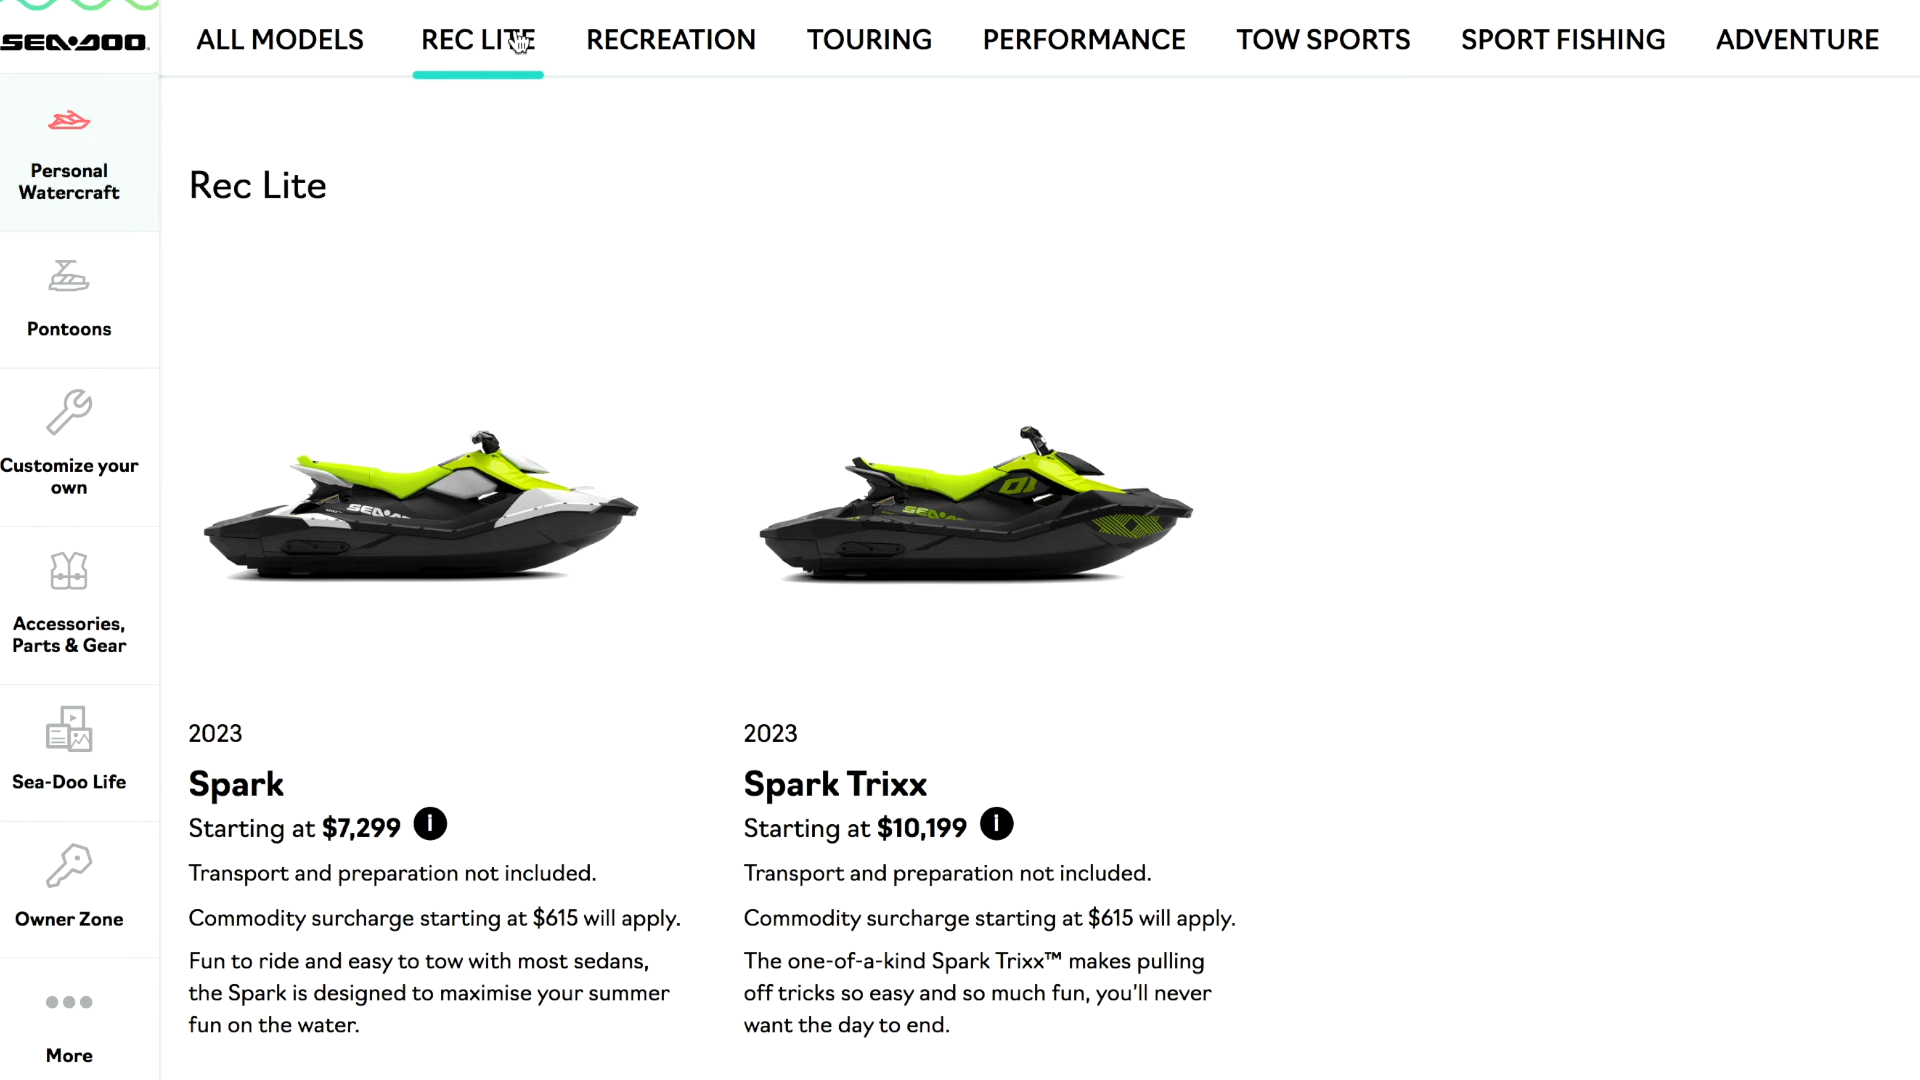 SEA-DOO
ALL MODELS
REC LITE
RECREATION
TOURING
PERFORMANCE
TOW SPORTS
SPORT FISHING
ADVENTURE
Personal
Watercraft
Pontoons
Customize your
own
Accessories,
Parts & Gear
Sea-Doo Life
Owner Zone
More
Rec Lite
SEA-DOO
2023
Spark
Starting at $7,299 i
Transport and preparation not included.
Commodity surcharge starting at $615 will apply.
Fun to ride and easy to tow with most sedans,
the Spark is designed to maximise your summer
fun on the water.
SEA-DOO
01
2023
Spark Trixx
Starting at $10,199 i
Transport and preparation not included.
Commodity surcharge starting at $615 will apply.
The one-of-a-kind Spark Trixx™ makes pulling
off tricks so easy and so much fun, you'll never
want the day to end.